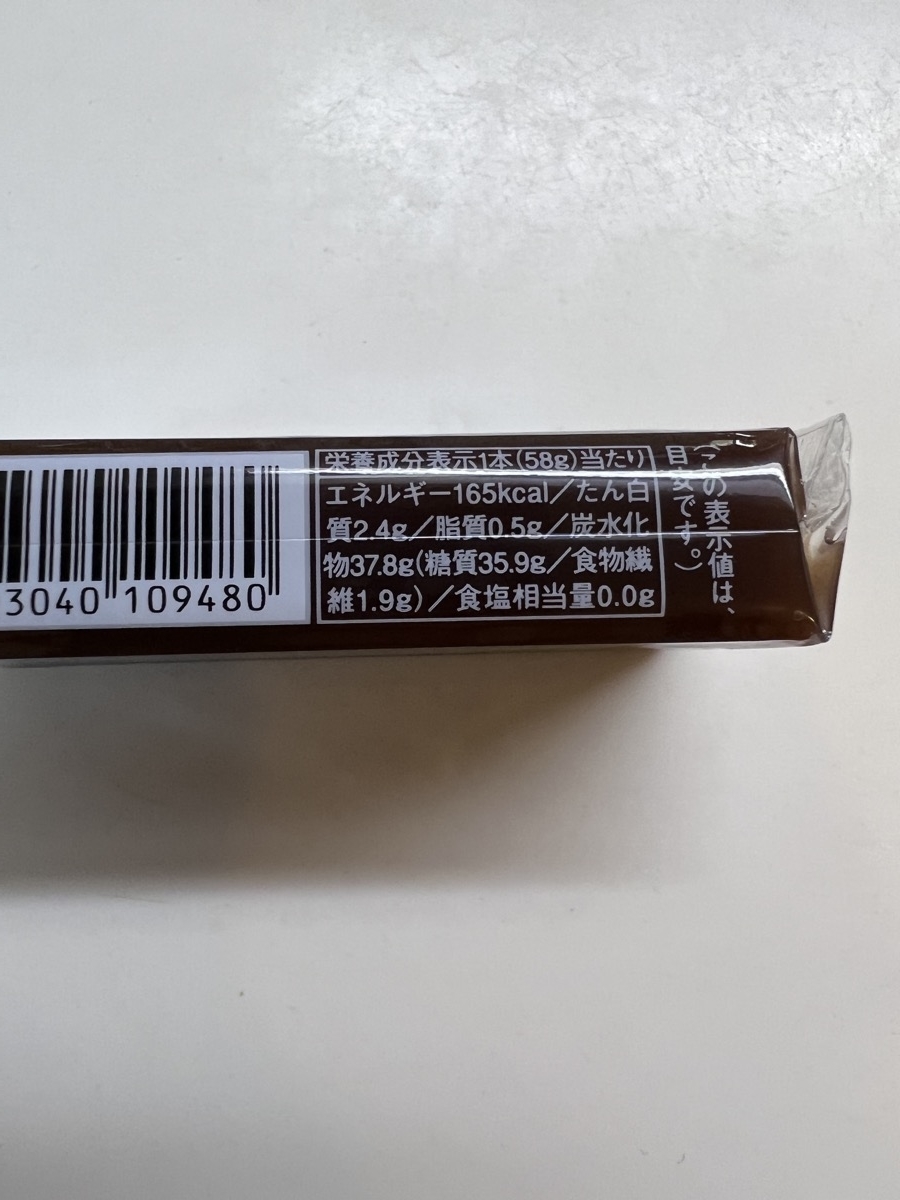 3040 109480
栄養成分表示1本(58g)当たり
エネルギー165kcal/たん白
質2.4g/脂質0.5g/炭水化
物37.8g(糖質35.9g/食物繊
維1.9g)/食塩相当量0.0g
(この表示値は、
目安です。)